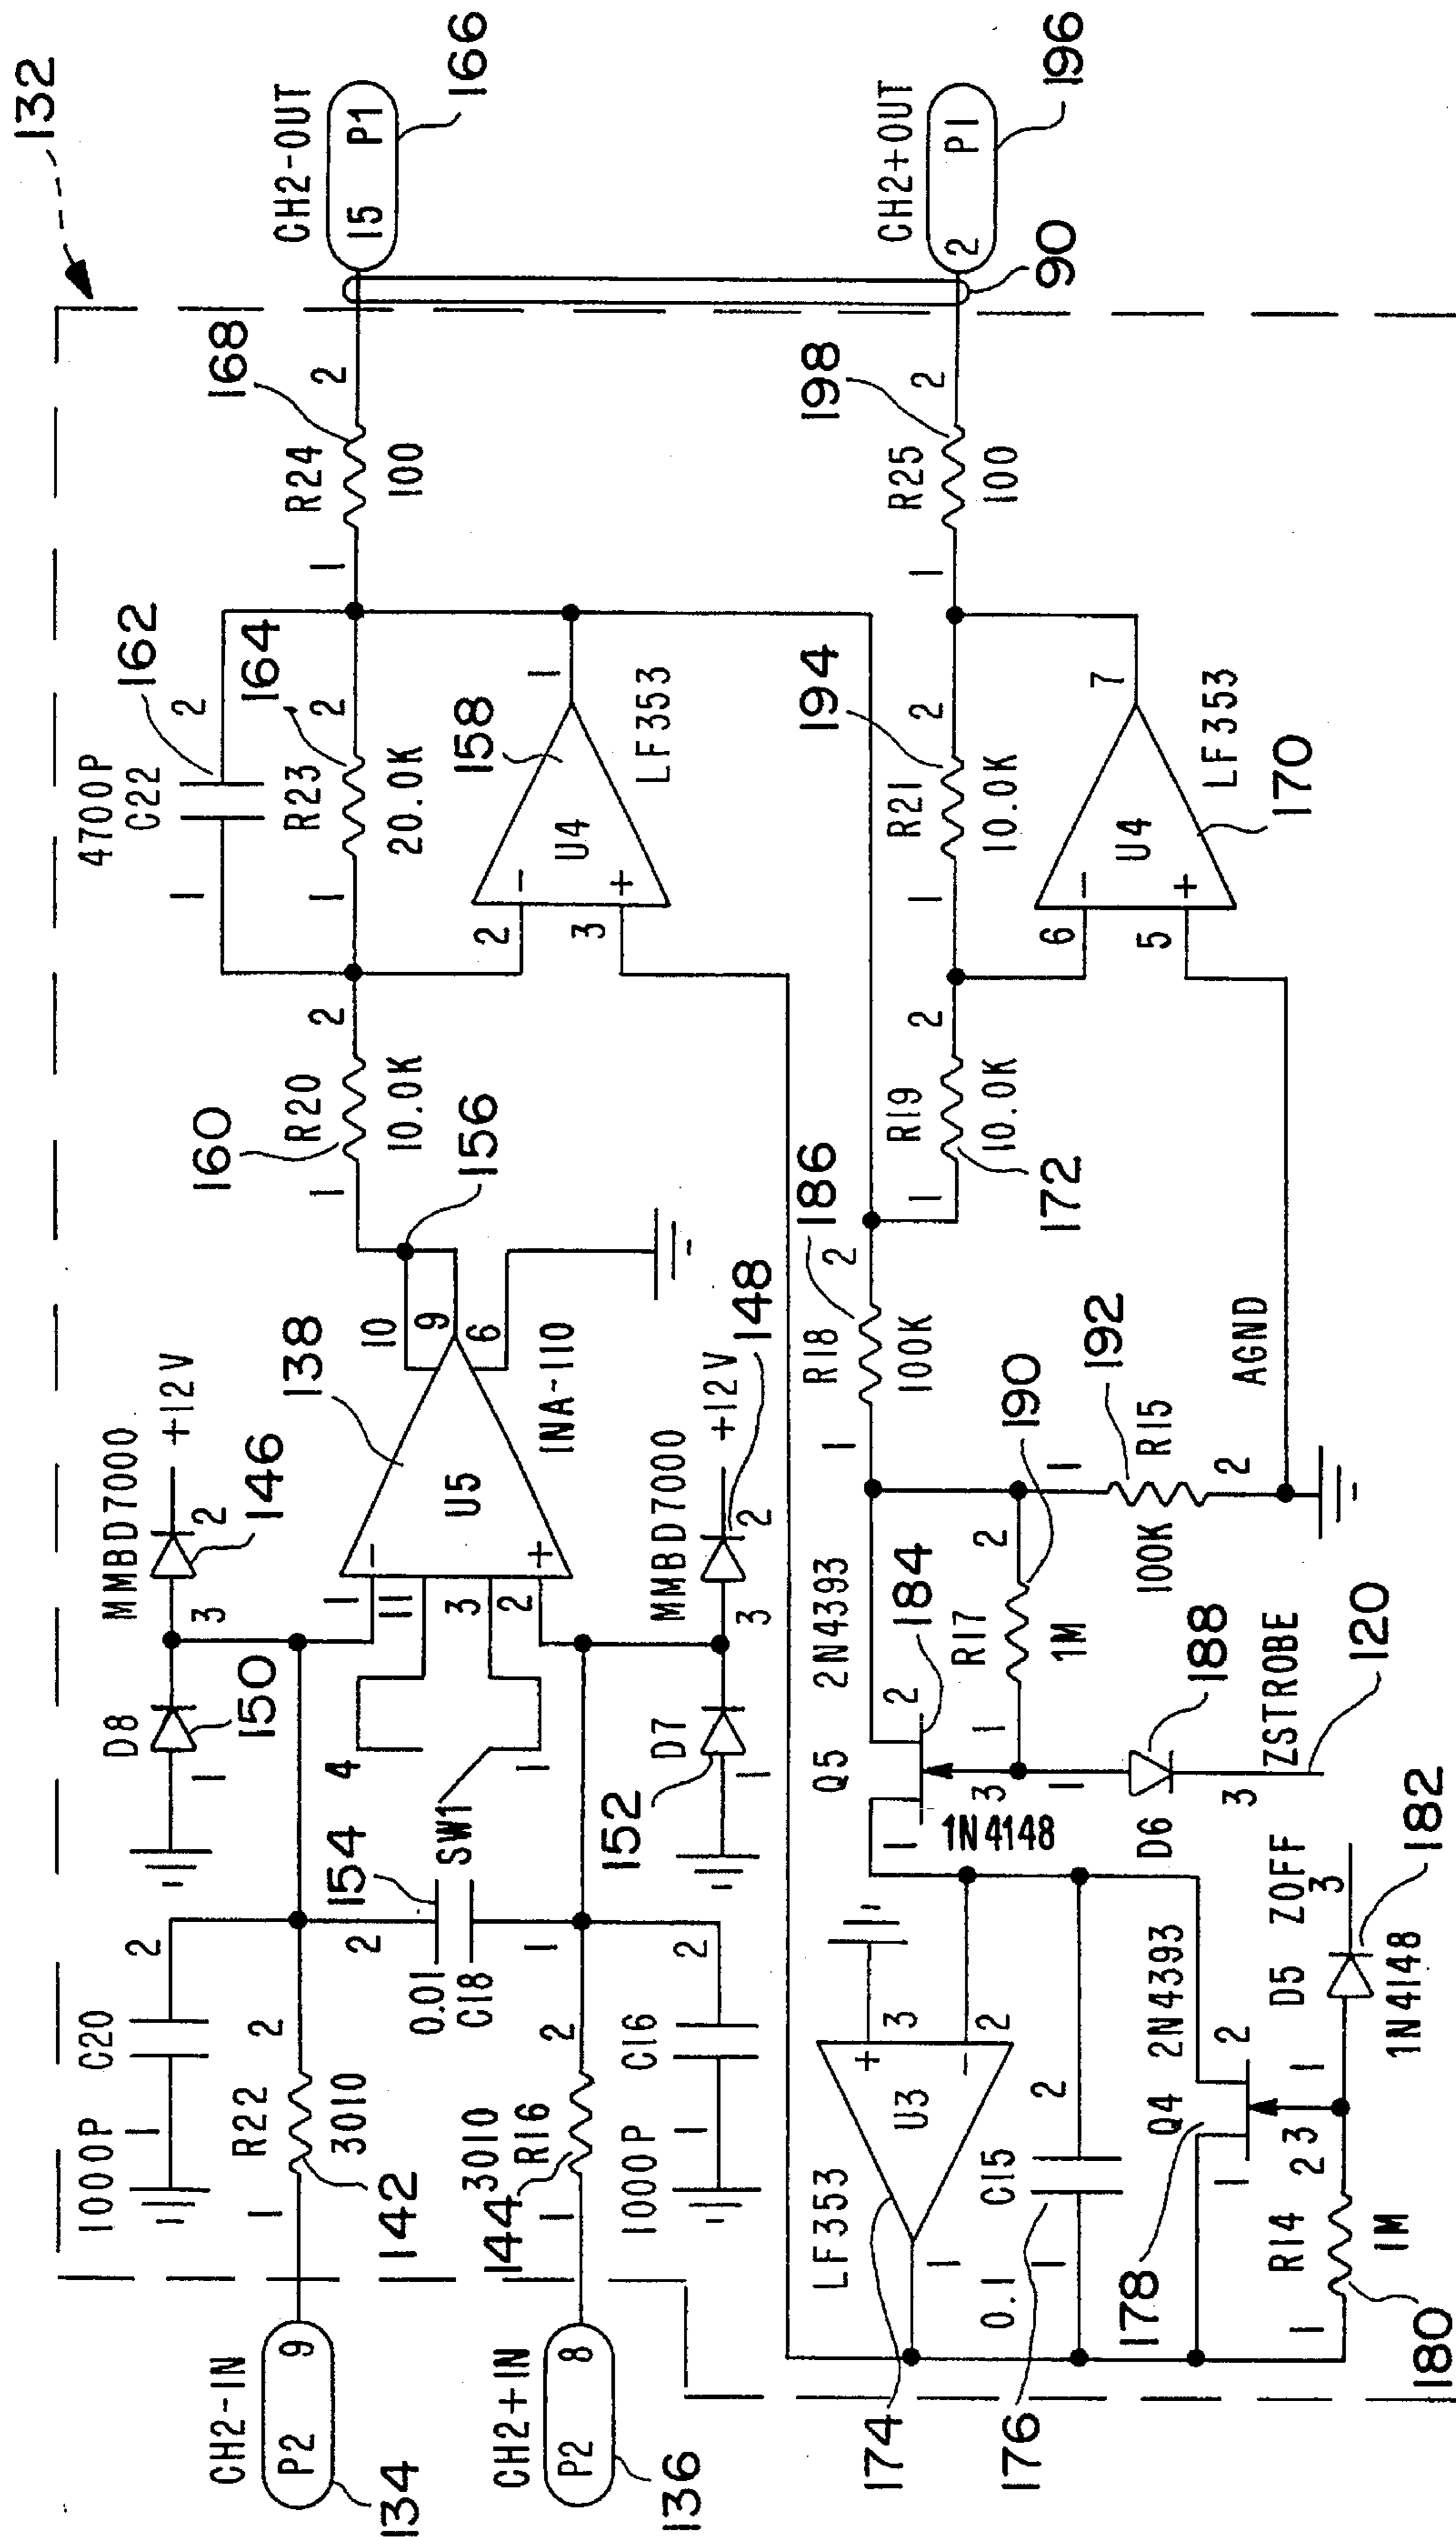 132
CH2-IN
P2 9
134
CH2+IN
P2 8
136
1000P C20
1
2
1
R22
2
3010
142
3010
R16
1
2
144
1000P C16
1
2
2
0.01
C18
1
154
SW1
4
1
D8
MMBD7000
+12V
1
3
2
150
146
D7
MMBD7000
+12V
1
3
2
152
148
1
11
3
2
-
+
U5
10
9
6
138
INA-110
156
160
1
R20
2
10.0K
4700P
C22
1
2
162
164
1
R23
2
20.0K
2
3
-
+
U4
1
158
LF353
168
1
R24
2
100
CH2-OUT
15 P1
166
LF353
U3
+
-
3
2
1
174
0.1
C15
1
2
176
Q4 2N4393
1
2
3
178
R14
1
2
1M
180
D5 ZOFF
1
3
1N4148
182
Q5 2N4393
1
2
3
184
1N4148
D6
1
3
188
ZSTROBE
120
R17
1
2
1M
190
R18
1
2
100K
186
192
R15
1
2
100K
AGND
R19
1
2
10.0K
172
R21
1
2
10.0K
194
6
5
-
+
U4
7
LF353
170
198
1
R25
2
100
CH2+OUT
2 P1
196
90